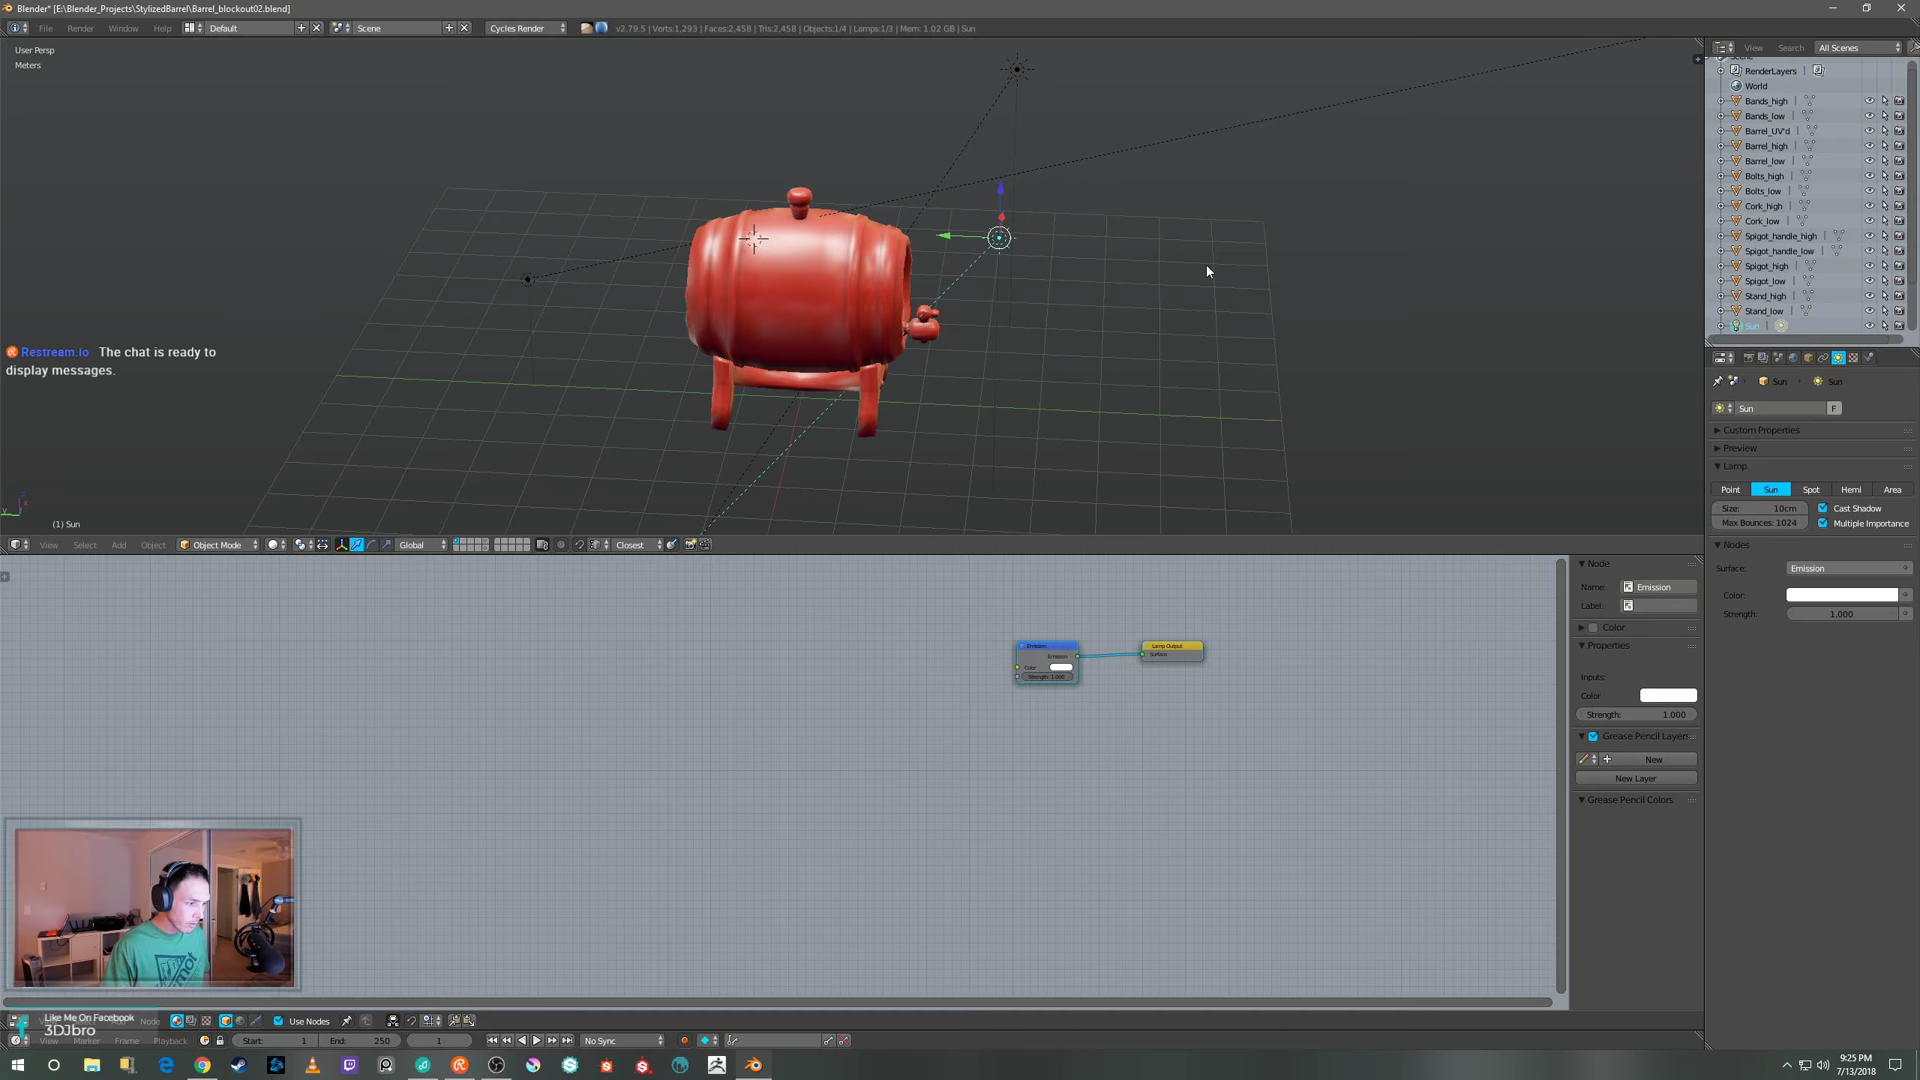 Blender* [E:\Blender_Projects\StylizedBarrel\Barrel_blockout02.blend]
File Render Window Help Default Scene Cycles Render v2.79.5 | Verts:1,293 | Faces:2,458 | Tris:2,458 | Objects:1/4 | Lamps:1/3 | Mem: 1.02 GB | Sun
User Persp
Meters
Restream.io The chat is ready to
display messages.
(1) Sun
View Select Add Object Object Mode Global Closest
View Search All Scenes
RenderLayers
World
Bands_high
Bands_low
Barrel_UV'd
Barrel_high
Barrel_low
Bolts_high
Bolts_low
Cork_high
Cork_low
Spigot_handle_high
Spigot_handle_low
Spigot_high
Spigot_low
Stand_high
Stand_low
Sun
Sun Sun
Sun F
Custom Properties
Preview
Lamp
Point Sun Spot Hemi Area
Size: 10cm Cast Shadow
Max Bounces: 1024 Multiple Importance
Nodes
Surface: Emission
Color:
Strength: 1.000
Emission
Emission
Color
Strength: 1.000
Lamp Output
Surface
Node
Name: Emission
Label:
Color
Properties
Inputs:
Color
Strength: 1.000
Grease Pencil Layers
New
New Layer
Grease Pencil Colors
Like Me On Facebook
3DJbro
Node Use Nodes
View Marker Frame Playback Start: 1 End: 250 1 No Sync
9:25 PM
7/13/2018